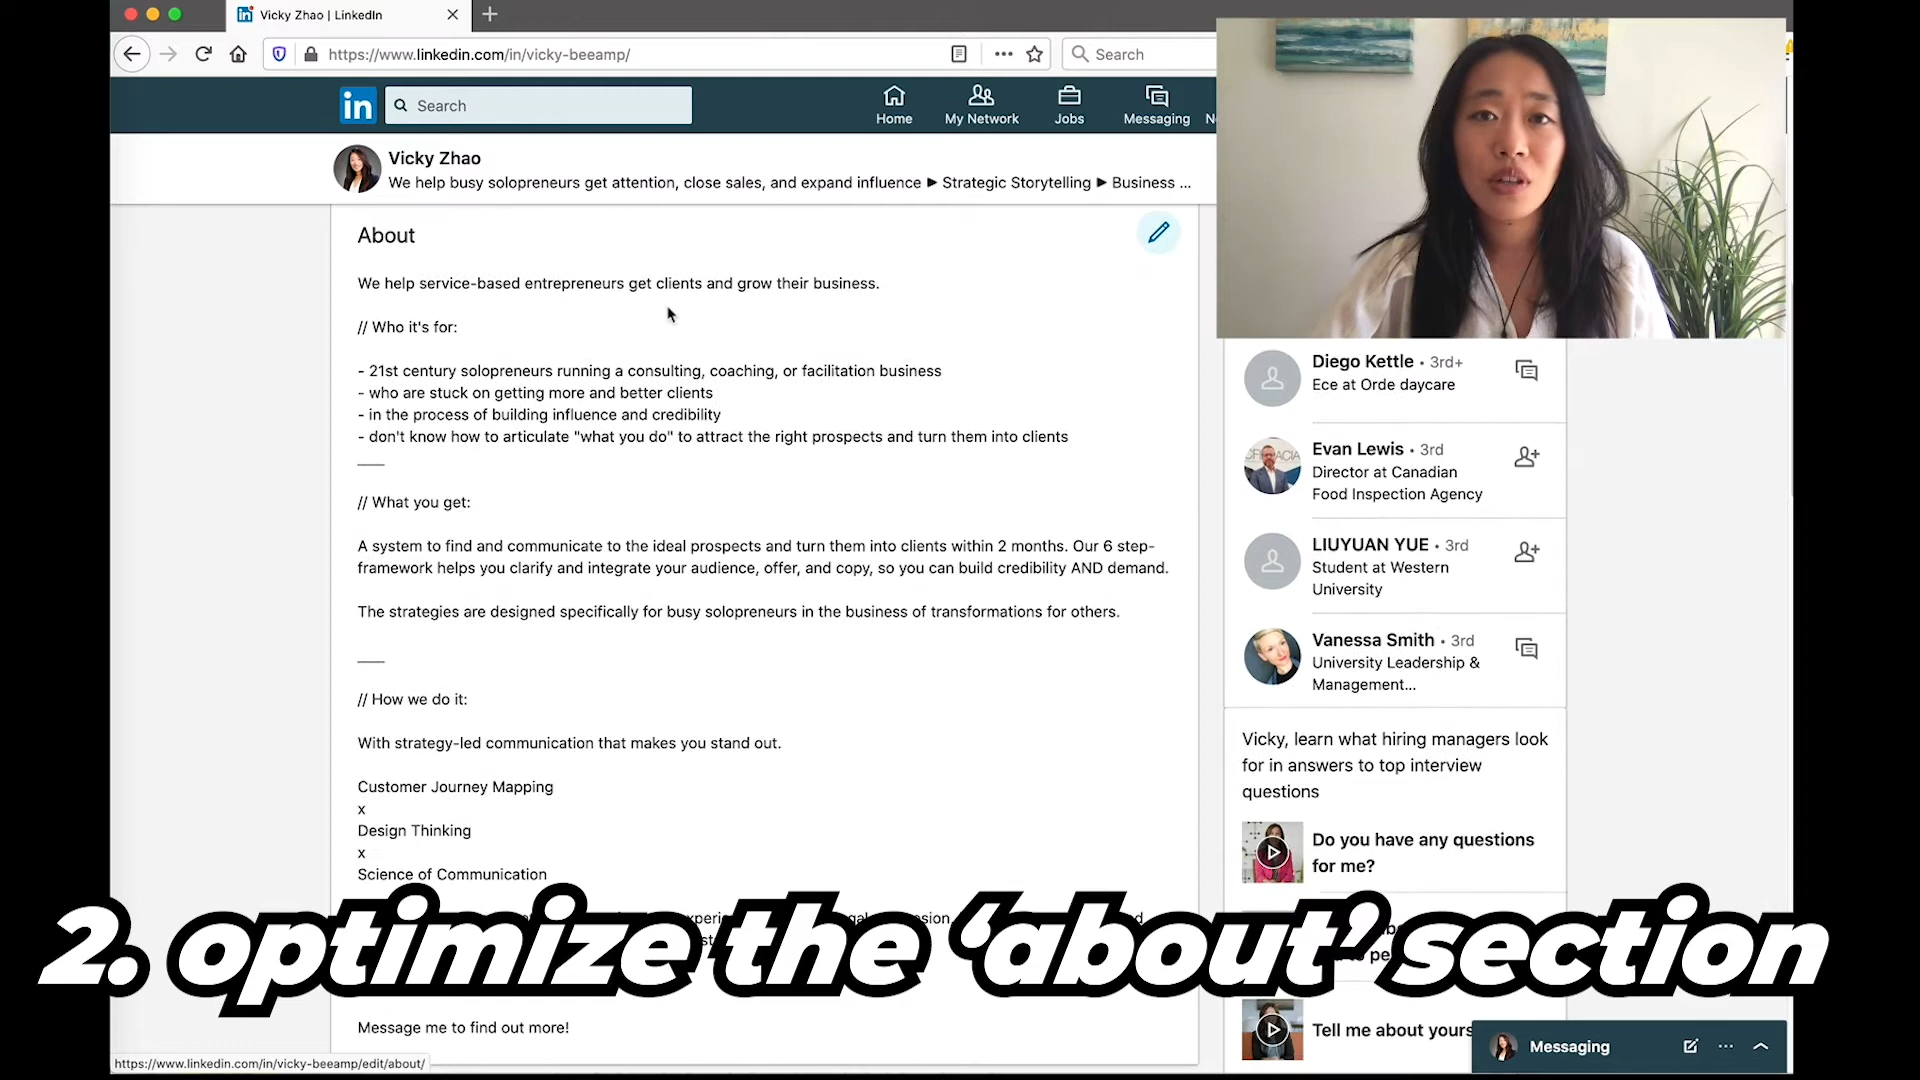 Vicky Zhao | LinkedIn
https://www.linkedin.com/in/vicky-beeamp/
Search
in
Search
Home
My Network
Jobs
Messaging
Vicky Zhao
We help busy solopreneurs get attention, close sales, and expand influence ▶ Strategic Storytelling ▶ Business ...
About
We help service-based entrepreneurs get clients and grow their business.
// Who it's for:
- 21st century solopreneurs running a consulting, coaching, or facilitation business
- who are stuck on getting more and better clients
- in the process of building influence and credibility
- don't know how to articulate "what you do" to attract the right prospects and turn them into clients
// What you get:
A system to find and communicate to the ideal prospects and turn them into clients within 2 months. Our 6 step-
framework helps you clarify and integrate your audience, offer, and copy, so you can build credibility AND demand.
The strategies are designed specifically for busy solopreneurs in the business of transformations for others.
// How we do it:
With strategy-led communication that makes you stand out.
Customer Journey Mapping
x
Design Thinking
x
Science of Communication
Message me to find out more!
Diego Kettle • 3rd+
Ece at Orde daycare
Evan Lewis • 3rd
Director at Canadian
Food Inspection Agency
LIUYUAN YUE • 3rd
Student at Western
University
Vanessa Smith • 3rd
University Leadership &
Management...
Vicky, learn what hiring managers look
for in answers to top interview
questions
Do you have any questions
for me?
Tell me about yours
2. optimize the ‘about’ section
Messaging
https://www.linkedin.com/in/vicky-beeamp/edit/about/